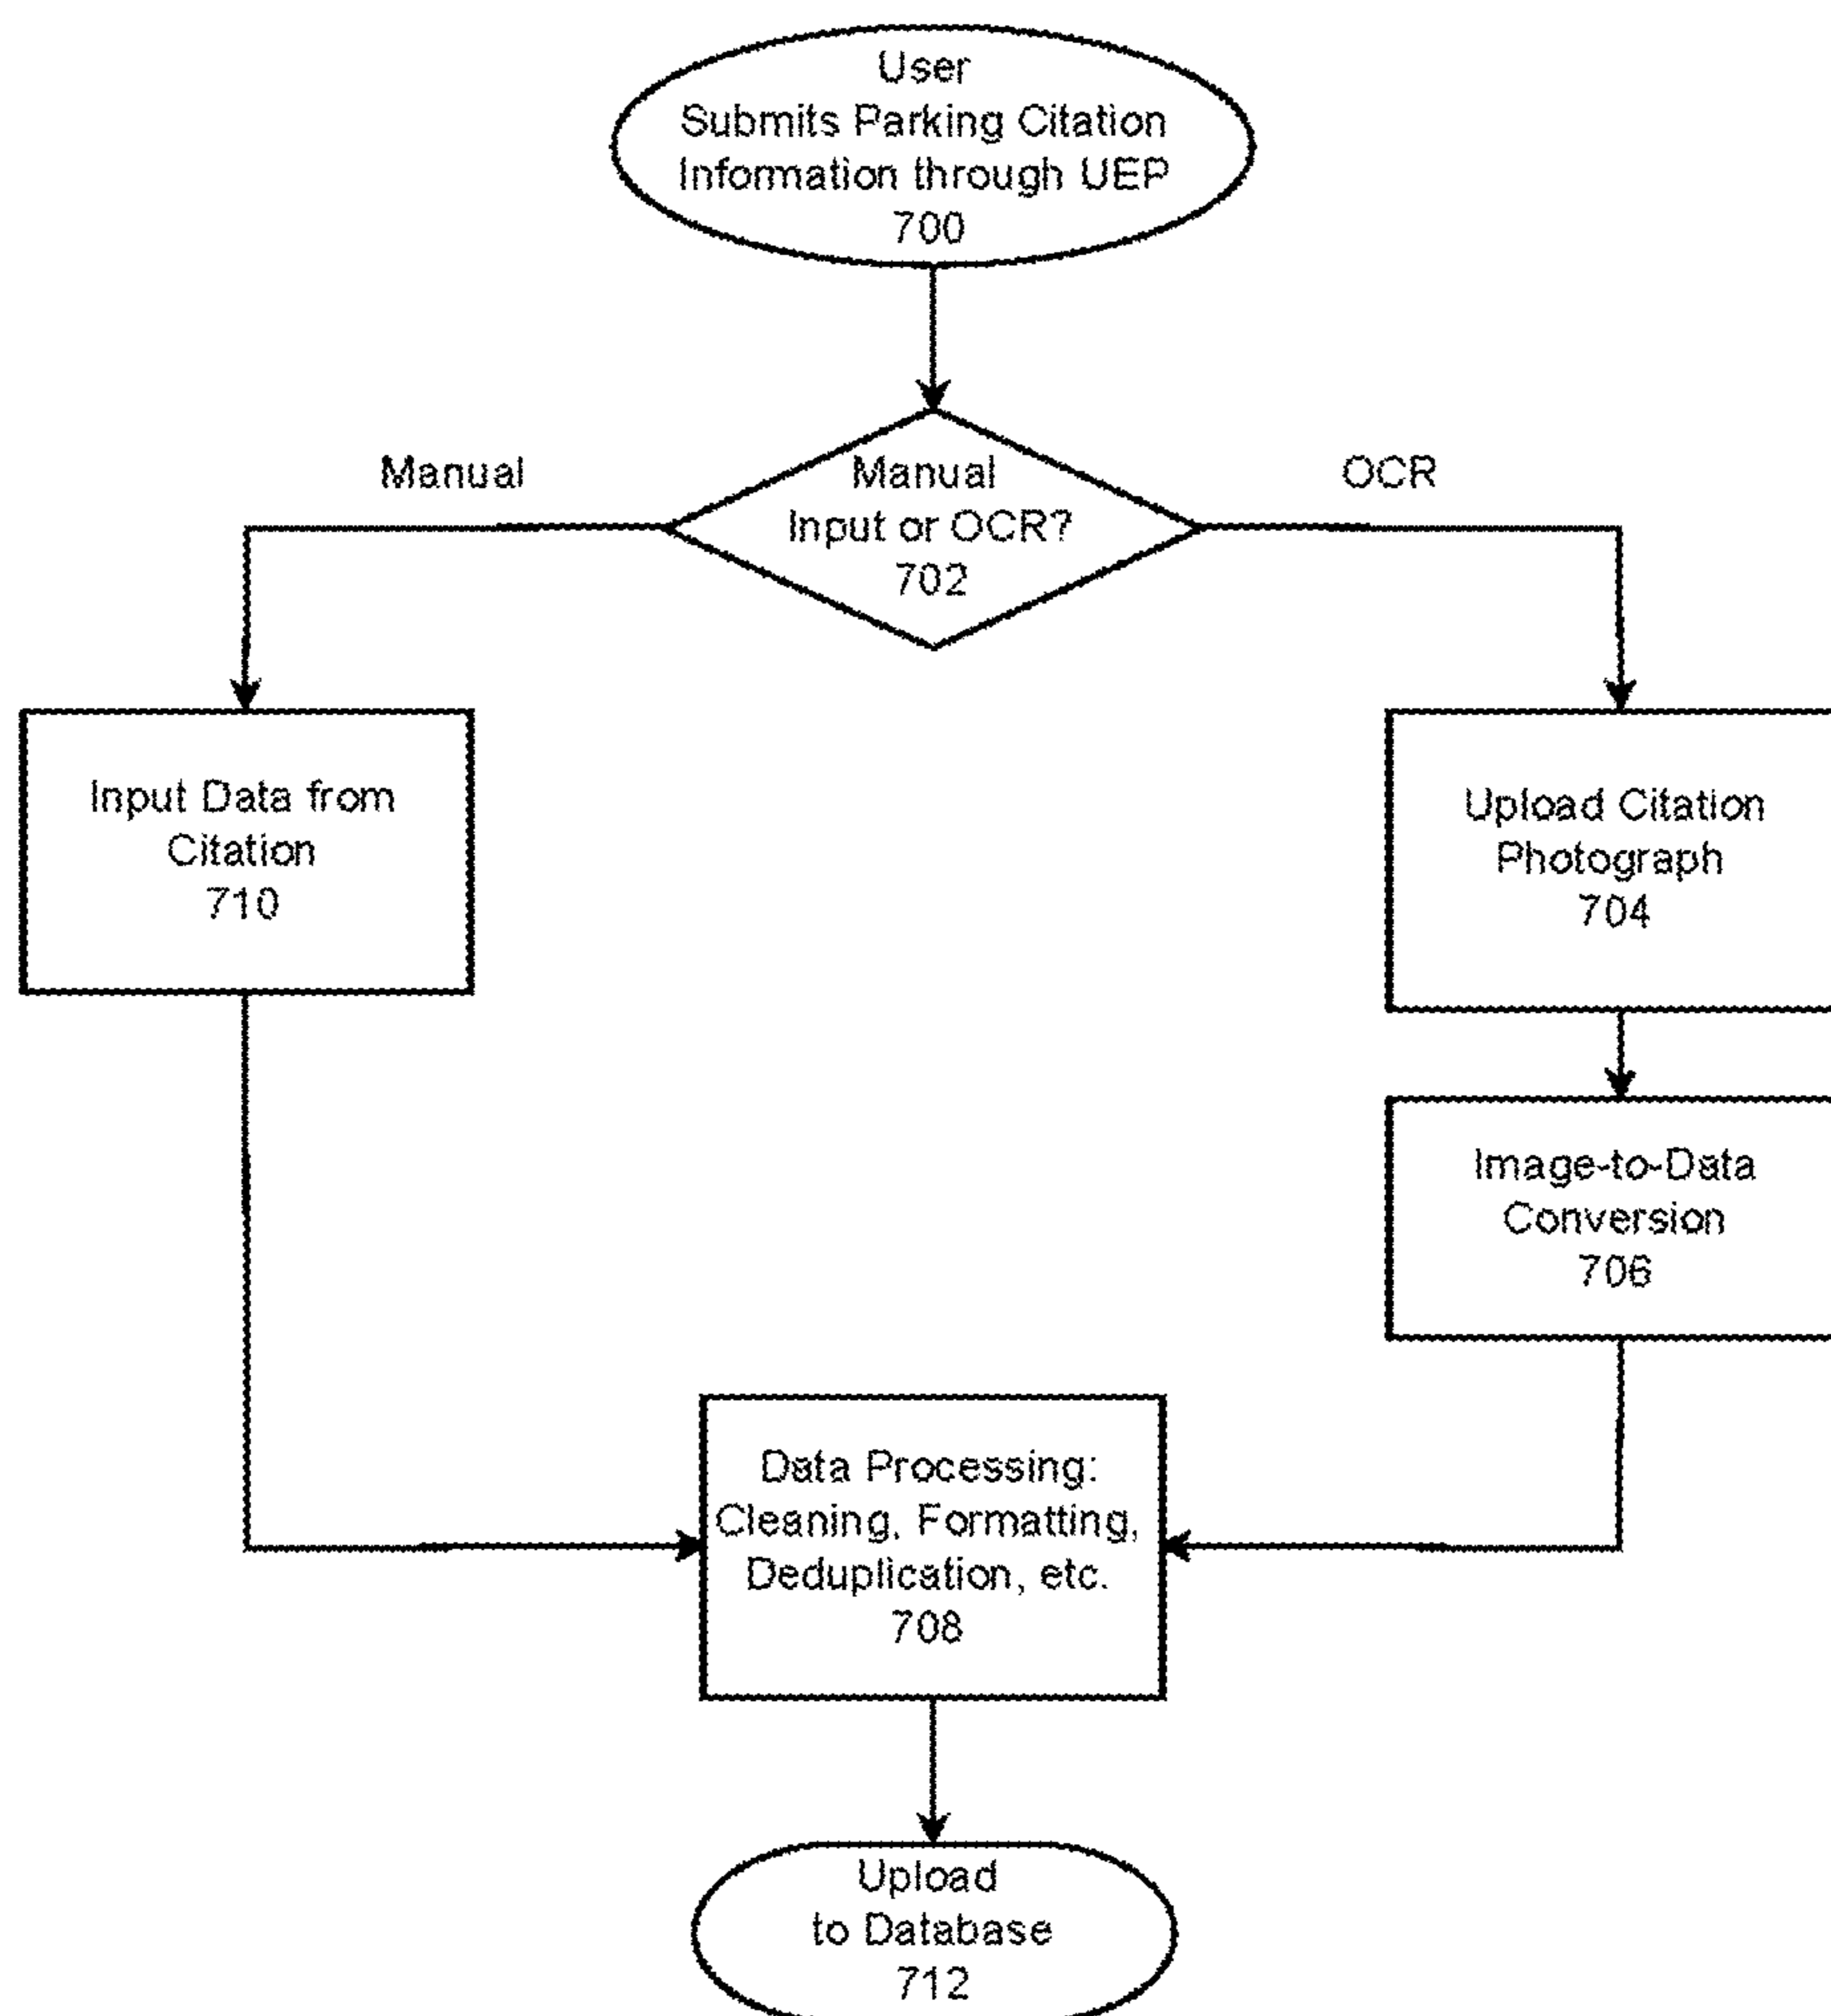 User
Submits Parking Citation
Information through UEP
700
Manual
Manual
Input or OCR?
702
OCR
Input Data from
Citation
710
Upload Citation
Photograph
704
Image-to-Data
Conversion
706
Data Processing:
Cleaning, Formatting,
Deduplication, etc.
708
Upload
to Database
712